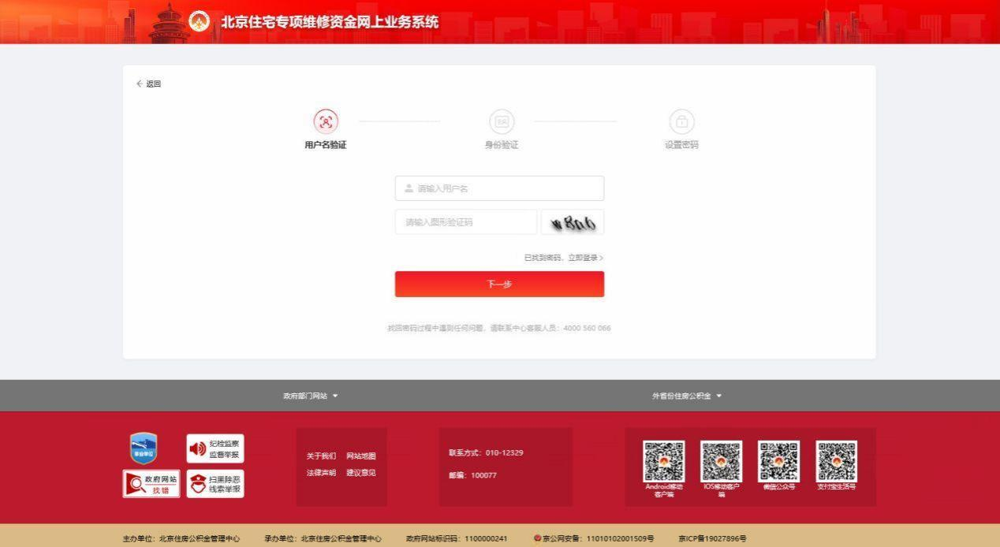 北京住宅专项维修资金网上业务系统
返回
用户名验证
身份验证
设置密码
请输入用户名
请输入图形验证码
w8ab
已找到密码，立即登录 >
下一步
找回密码过程中遇到任何问题，请联系中心客服人员：4000 560 066
政府部门网站
外省份住房公积金
事业单位
纪检监察
监督举报
政府网站
找错
扫黑除恶
线索举报
关于我们 网站地图
法律声明 建议意见
联系方式：010-12329
邮编：100077
Android移动
客户端
IOS移动客户
端
微信公众号
支付宝生活号
主办单位：北京住房公积金管理中心 承办单位：北京住房公积金管理中心 政府网站标识码：1100000241 京公网安备：11010102001509号 京ICP备19027896号